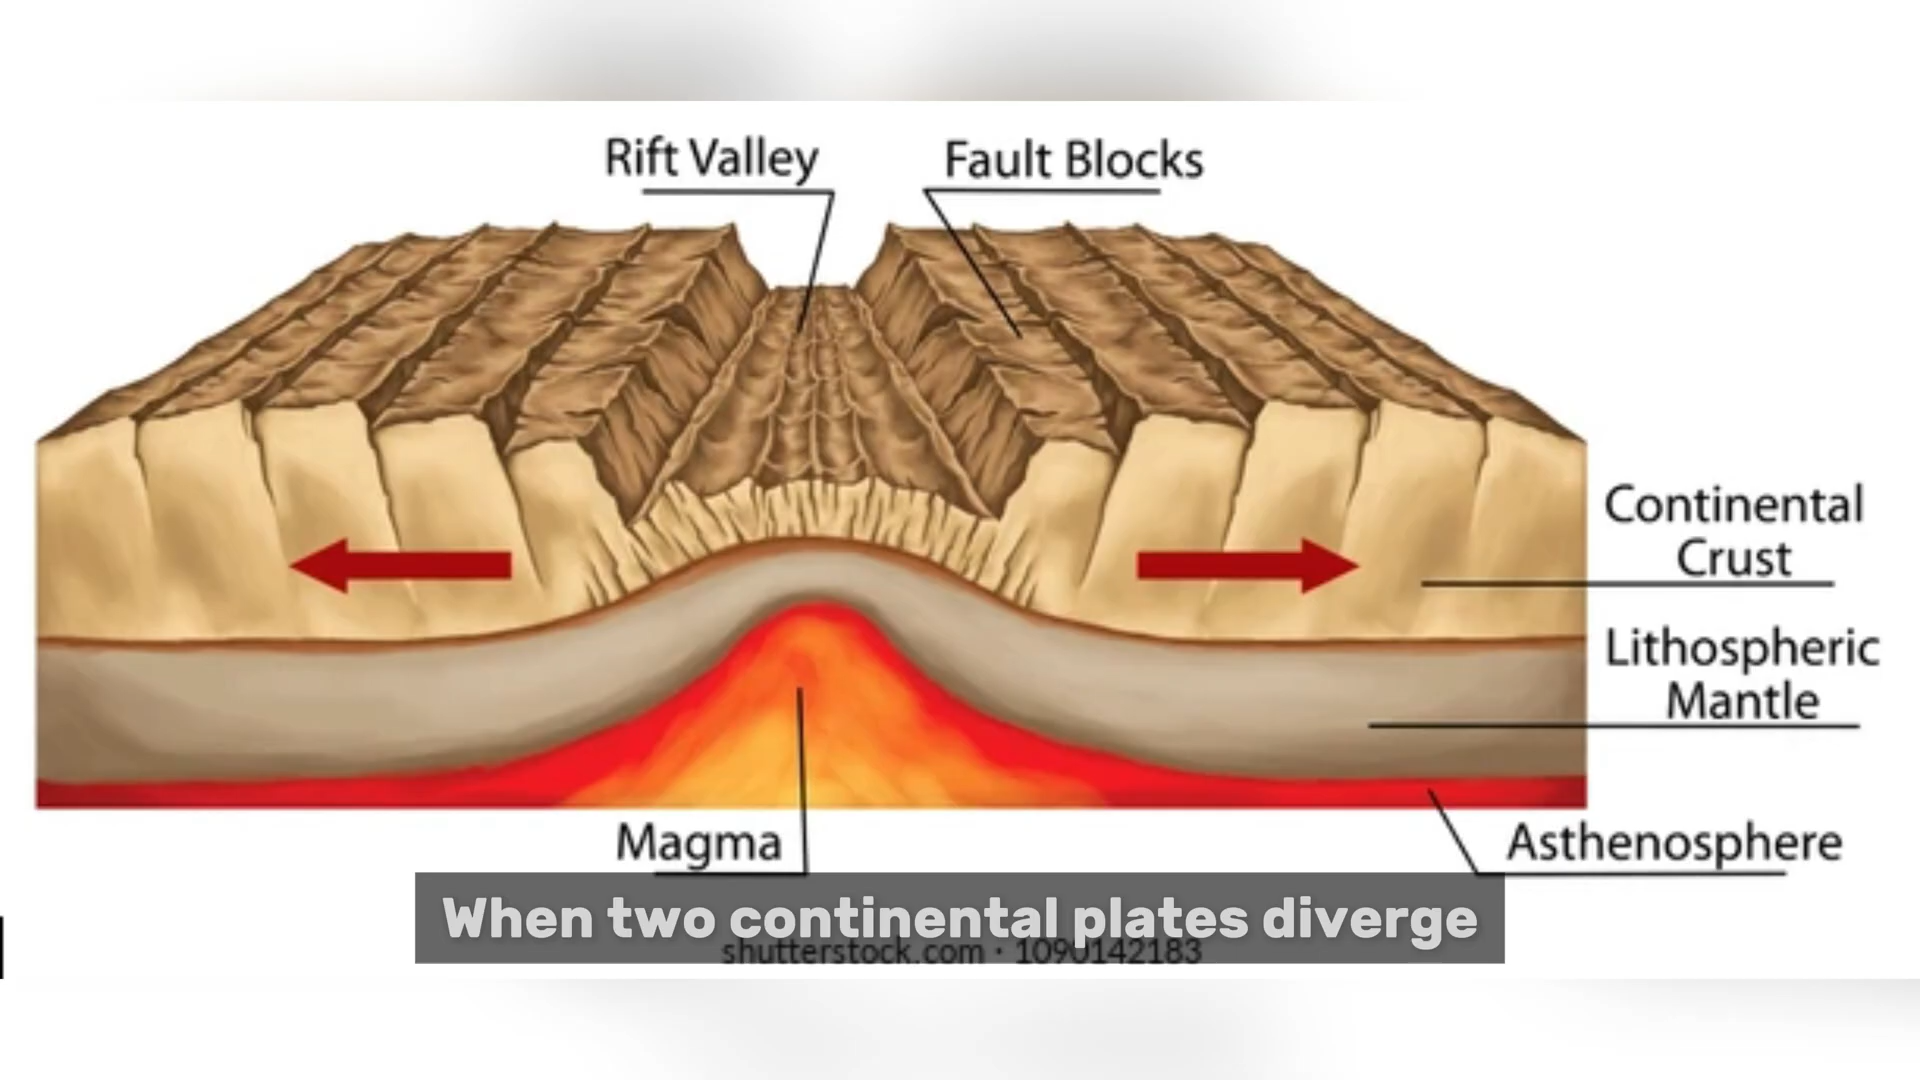 Rift Valley
Fault Blocks
Continental
Crust
Lithospheric
Mantle
Magma
Asthenosphere
When two continental plates diverge
shutterstock.com · 1090142183